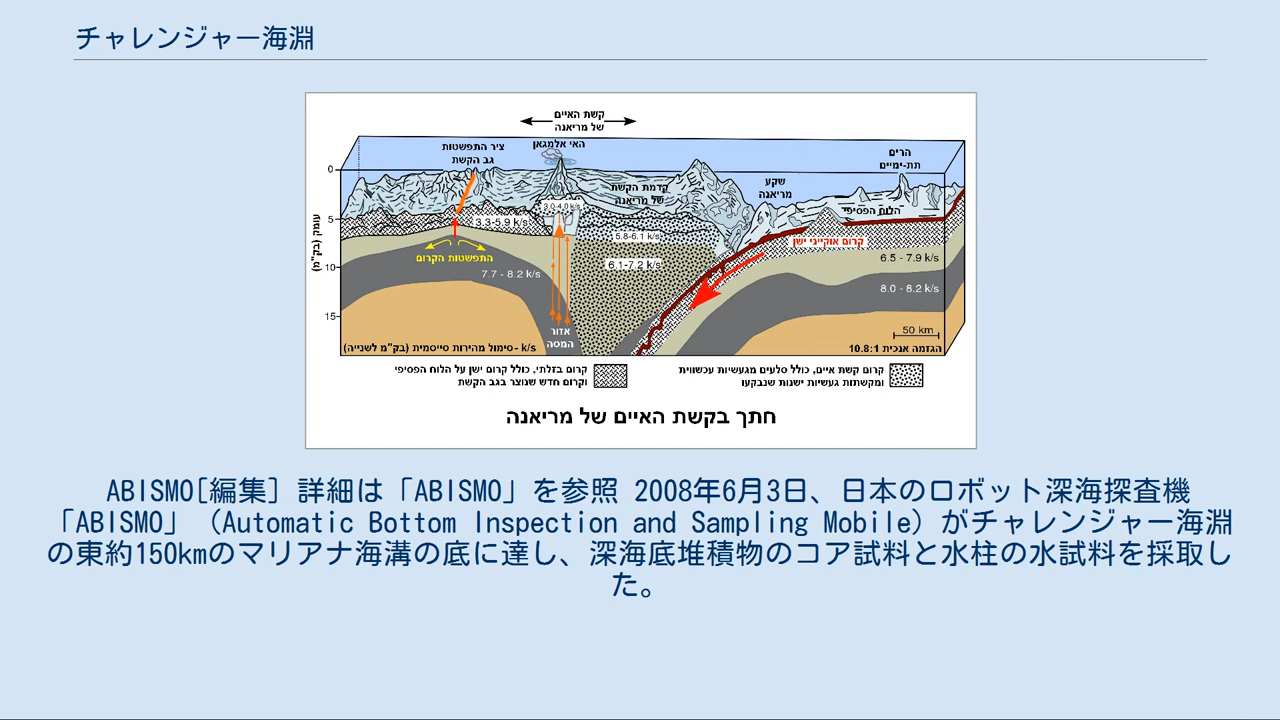 チャレンジャー海淵
קשת האיים
של מריאנה
ציר התפשטות
גב הקשת
האי אלמגאן
הרים
תת-ימיים
שקע
מריאנה
קדמת הקשת
של מריאנה
הלוח הפסיפי
קרום אוקייני ישן
התפשטות הקרום
עומק (בק"מ)
0
5
10
15
3.3-5.9 k/s
3.0-4.0 k/s
5.8-6.1 k/s
6.1-7.2 k/s
7.7 - 8.2 k/s
6.5 - 7.9 k/s
8.0 - 8.2 k/s
אזור
המסה
50 km
הגזמה אנכית 10.8:1
k/s - סימול מהירות סייסמית (בק"מ לשנייה)
קרום קשת איים, כולל סלעים מגעשיות עכשווית
ומקשתות געשיות ישנות שנבקעו
קרום בזלתי, כולל קרום ישן על הלוח הפסיפי
וקרום חדש שנוצר בגב הקשת
חתך בקשת האיים של מריאנה
ABISMO[編集] 詳細は「ABISMO」を参照 2008年6月3日、日本のロボット深海探査機
「ABISMO」（Automatic Bottom Inspection and Sampling Mobile）がチャレンジャー海淵
の東約150kmのマリアナ海溝の底に達し、深海底堆積物のコア試料と水柱の水試料を採取し
た。